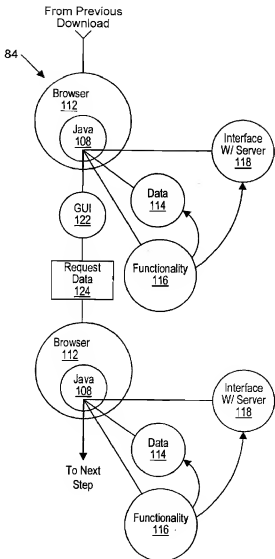 From Previous
Download
84
Browser
112
Java
108
Interface
W/ Server
118
Data
114
GUI
122
Functionality
116
Request
Data
124
Browser
112
Java
108
Interface
W/ Server
118
Data
114
To Next
Step
Functionality
116